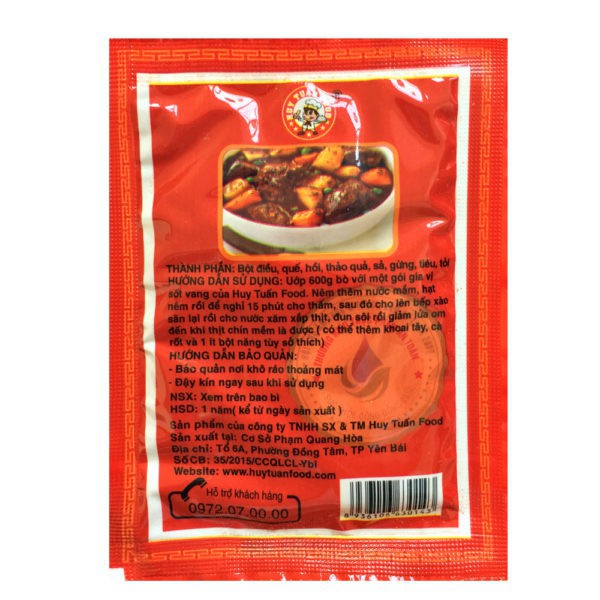 HUY TUẤN FOOD
®
THÀNH PHẦN: Bột điều, quế, hồi, thảo quả, sả, gừng, tiêu, tỏi
HƯỚNG DẪN SỬ DỤNG: Ướp 600g bò với một gói gia vị
sốt vang của Huy Tuấn Food. Nêm thêm nước mắm, hạt
nêm rồi để nghỉ 15 phút cho thấm, sau đó cho lên bếp xào
săn lại rồi cho nước xăm xắp thịt, đun sôi rồi giảm lửa om
đến khi thịt chín mềm là được ( có thể thêm khoai tây, cà
rốt và 1 ít bột năng tùy sở thích)
HƯỚNG DẪN BẢO QUẢN:
- Bảo quản nơi khô ráo thoáng mát
- Đậy kín ngay sau khi sử dụng
NSX: Xem trên bao bì
HSD: 1 năm( kể từ ngày sản xuất )
Sản phẩm của công ty TNHH SX & TM Huy Tuấn Food
Sản xuất tại: Cơ Sở Phạm Quang Hòa
Địa chỉ: Tổ 6A, Phường Đồng Tâm, TP Yên Bái
Số CB: 35/2015/CCQLCL-Ybi
Website: www.huytuanfood.com
Hỗ trợ khách hàng
0972.07.00.00
8 936106 630143